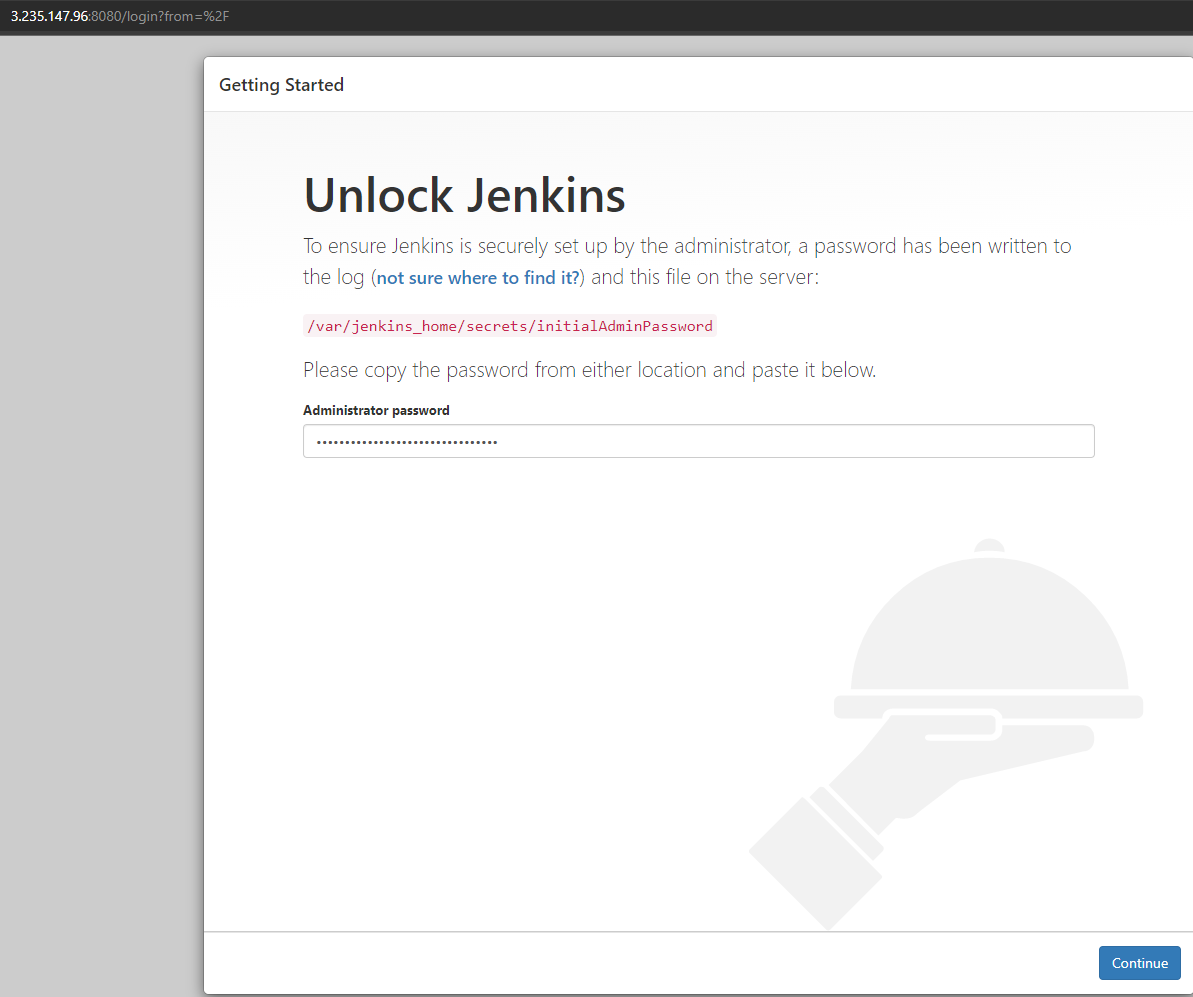 3.235.147.96:8080/login?from=%2F
Getting Started
Unlock Jenkins
To ensure Jenkins is securely set up by the administrator, a password has been written to
the log (not sure where to find it?) and this file on the server:
/var/jenkins_home/secrets/initialAdminPassword
Please copy the password from either location and paste it below.
Administrator password
Continue